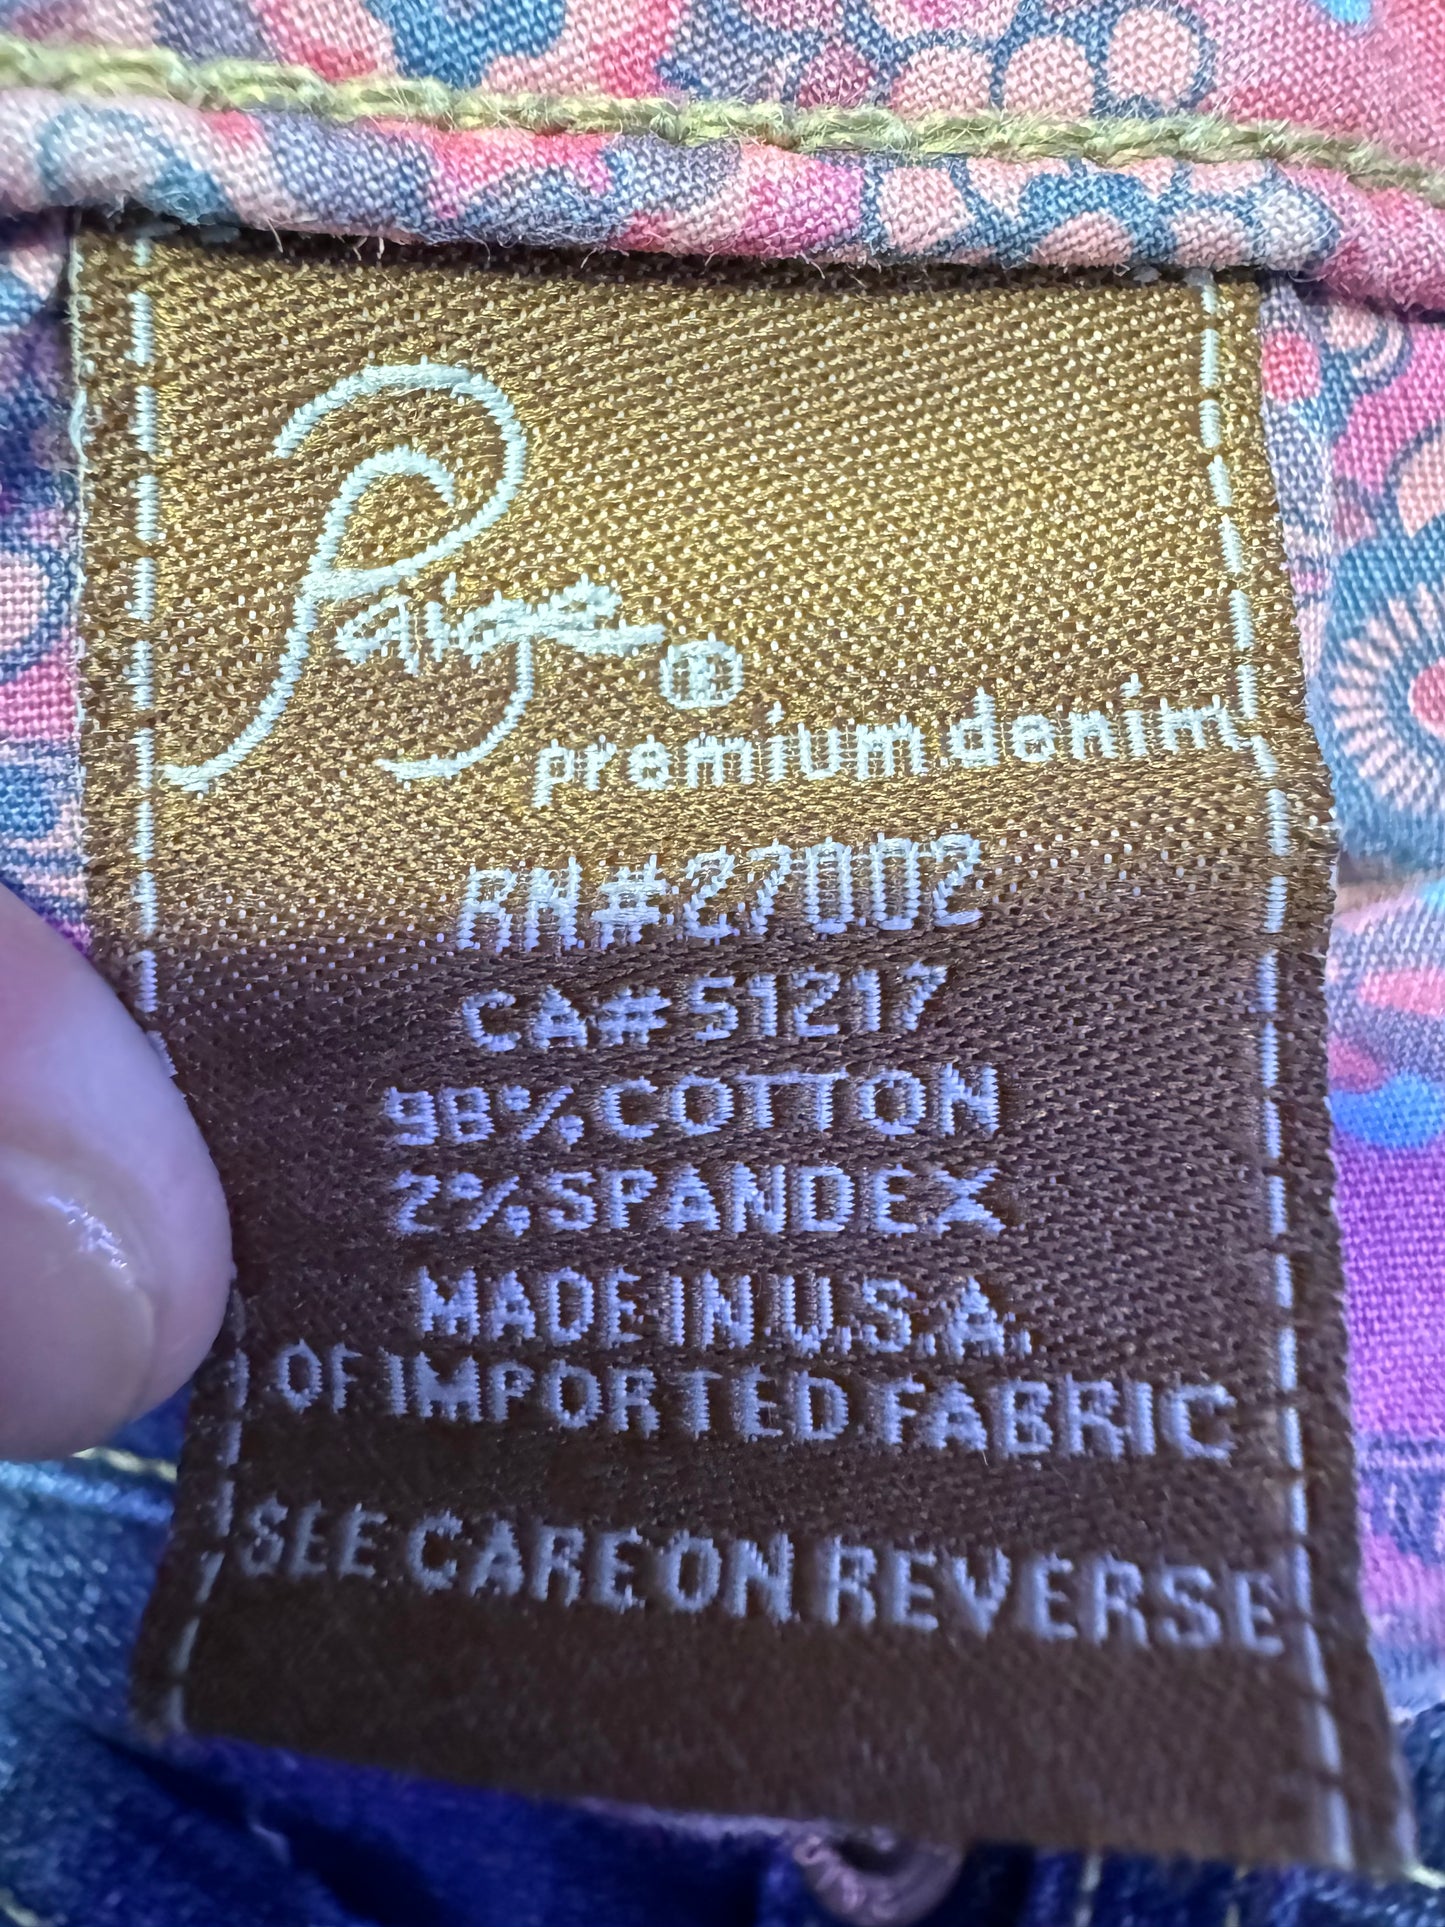 Paige®
premium denim
RN#27002
CA#51217
98% COTTON
2% SPANDEX
MADE IN U.S.A.
OF IMPORTED FABRIC
SEE CARE ON REVERSE